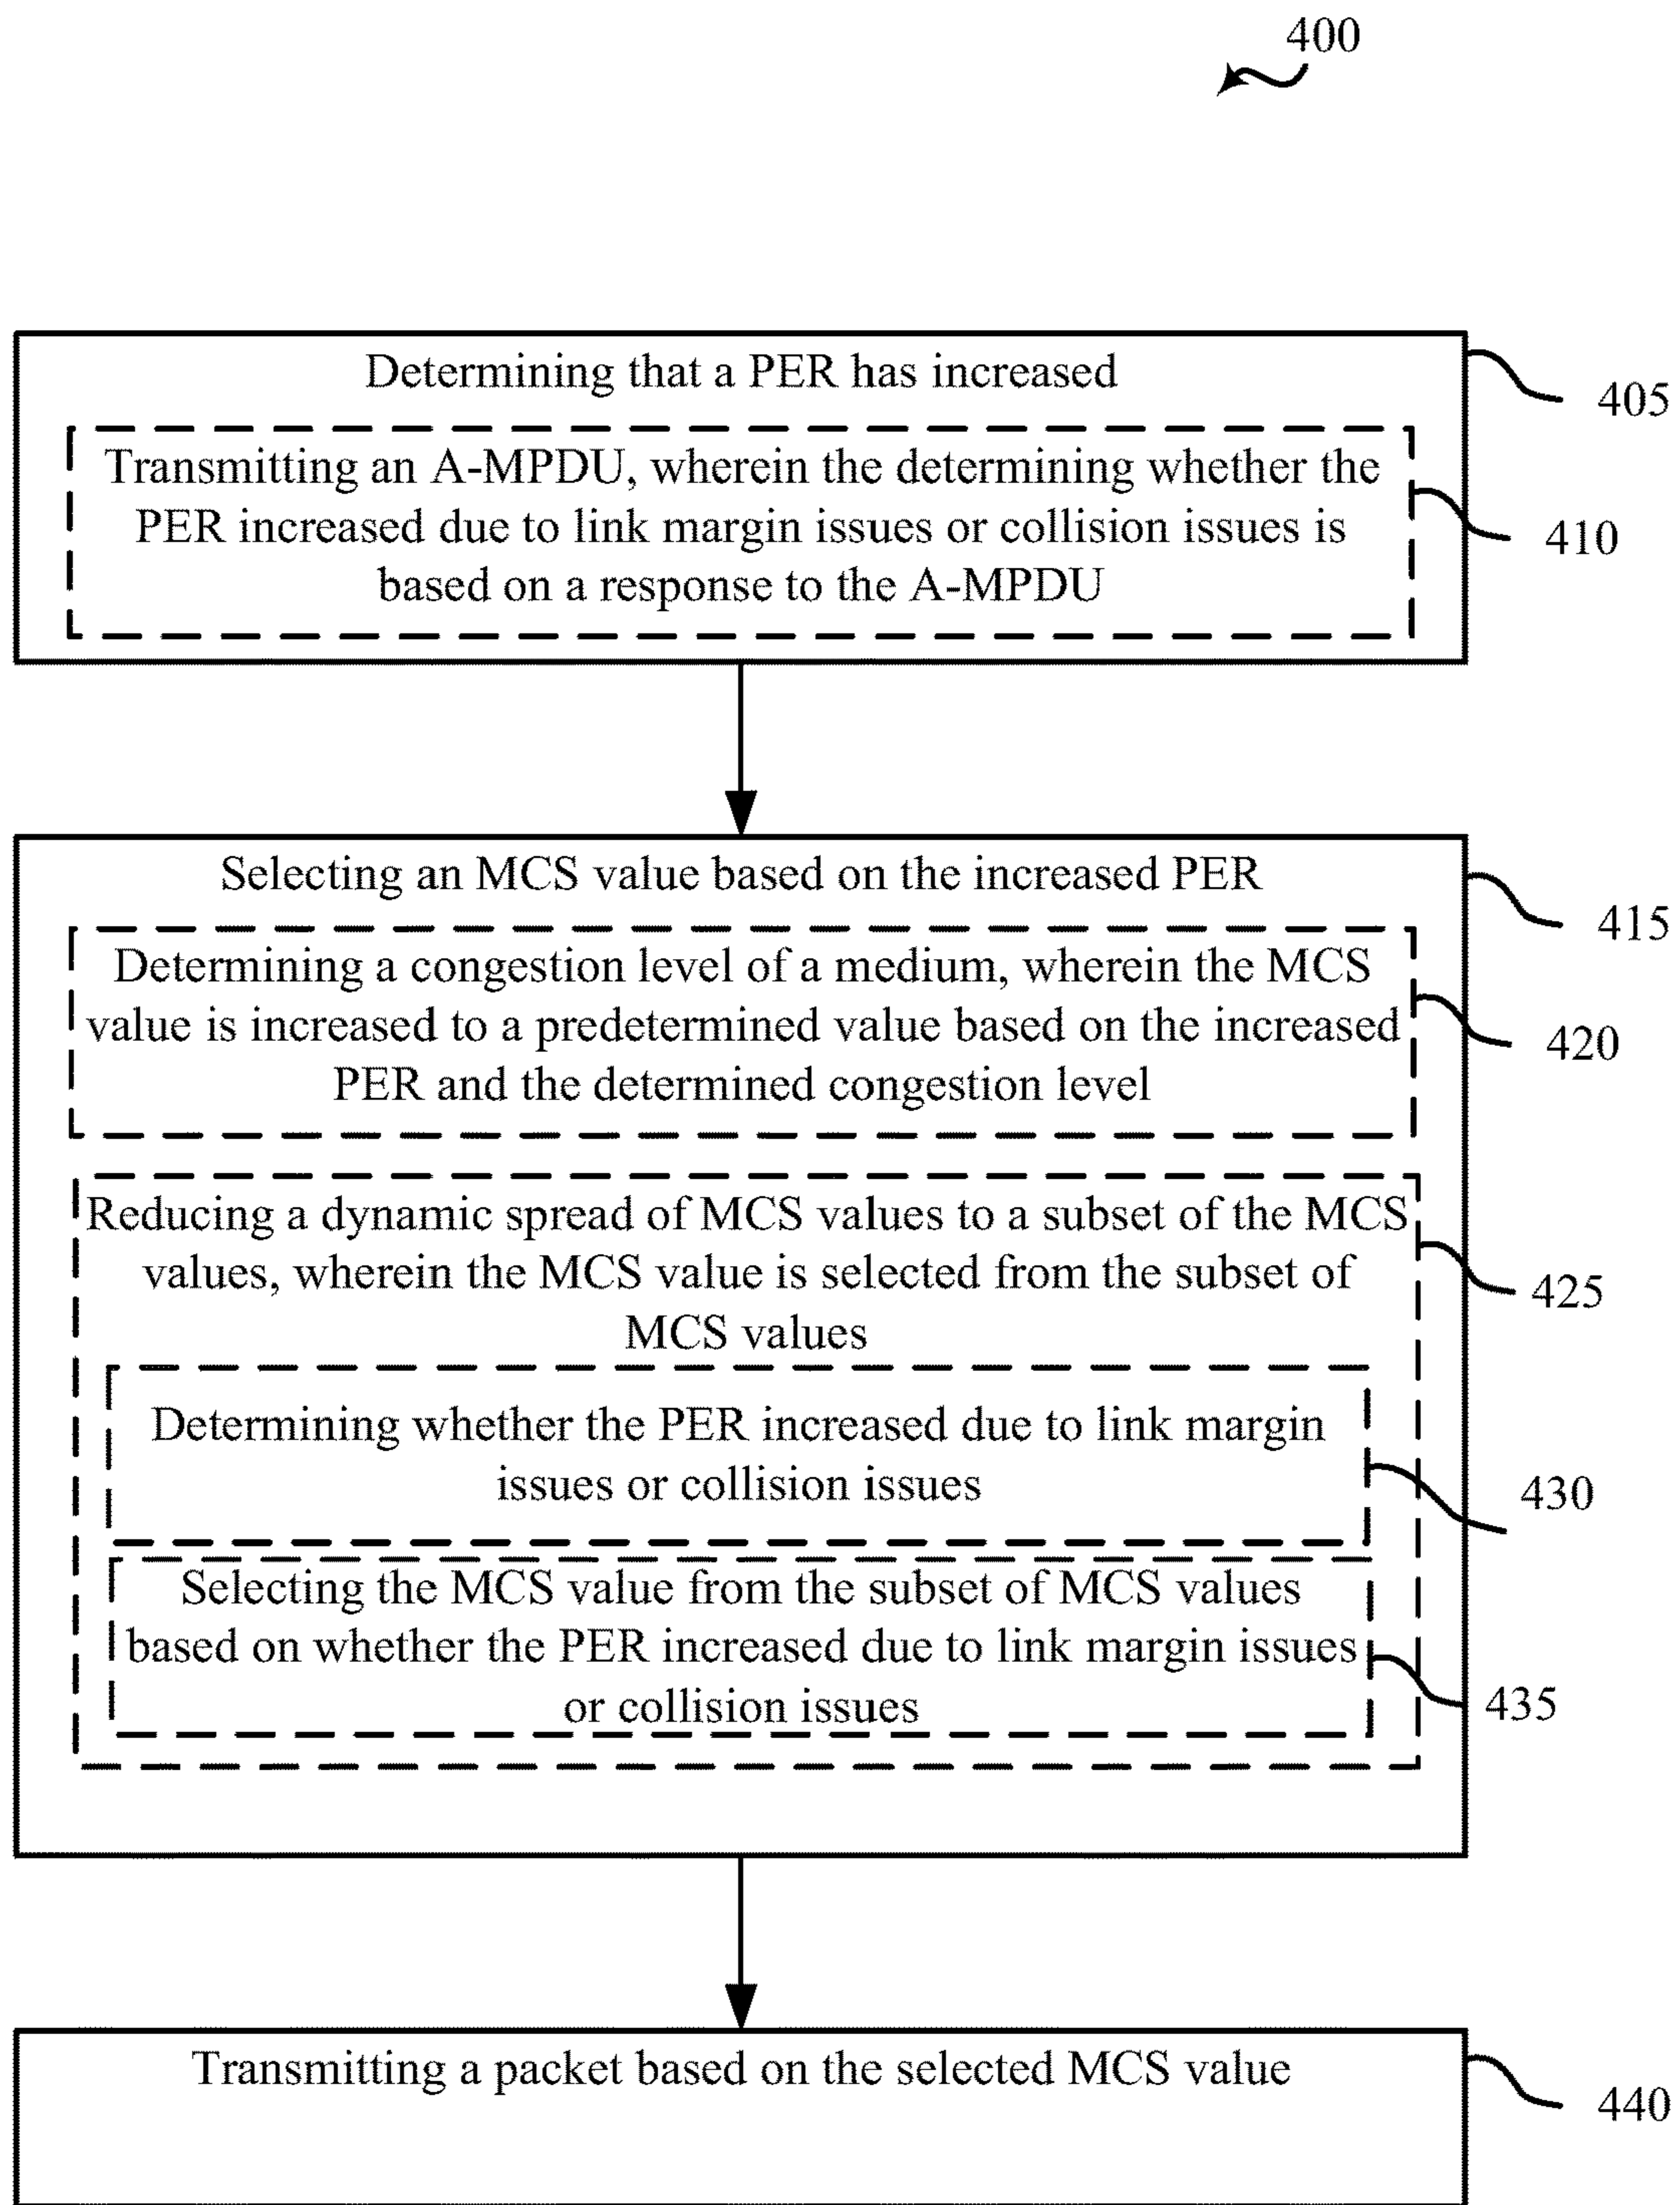 400
Determining that a PER has increased
405
Transmitting an A-MPDU, wherein the determining whether the
PER increased due to link margin issues or collision issues is
based on a response to the A-MPDU
410
Selecting an MCS value based on the increased PER
415
Determining a congestion level of a medium, wherein the MCS
value is increased to a predetermined value based on the increased
PER and the determined congestion level
420
Reducing a dynamic spread of MCS values to a subset of the MCS
values, wherein the MCS value is selected from the subset of
MCS values
425
Determining whether the PER increased due to link margin
issues or collision issues
430
Selecting the MCS value from the subset of MCS values
based on whether the PER increased due to link margin issues
or collision issues
435
Transmitting a packet based on the selected MCS value
440